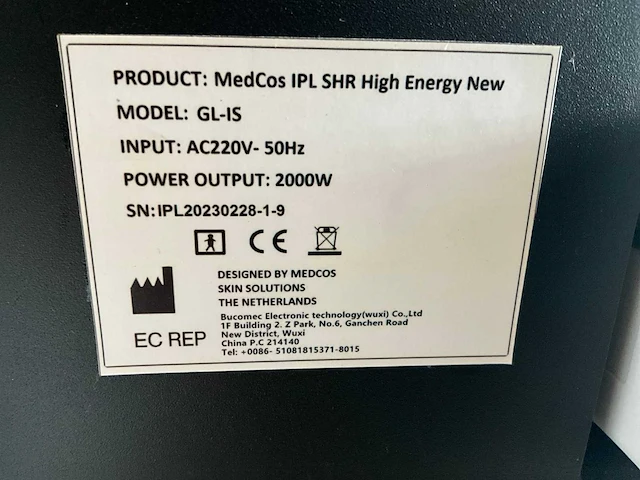 PRODUCT: MedCos IPL SHR High Energy New
MODEL: GL-IS
INPUT: AC220V- 50Hz
POWER OUTPUT: 2000W
SN:IPL20230228-1-9
CE
DESIGNED BY MEDCOS
SKIN SOLUTIONS
THE NETHERLANDS
EC REP
Bucomec Electronic technology(wuxi) Co.,Ltd
1F Building 2. Z Park, No.6, Ganchen Road
New District, Wuxi
China P.C 214140
Tel: +0086- 51081815371-8015